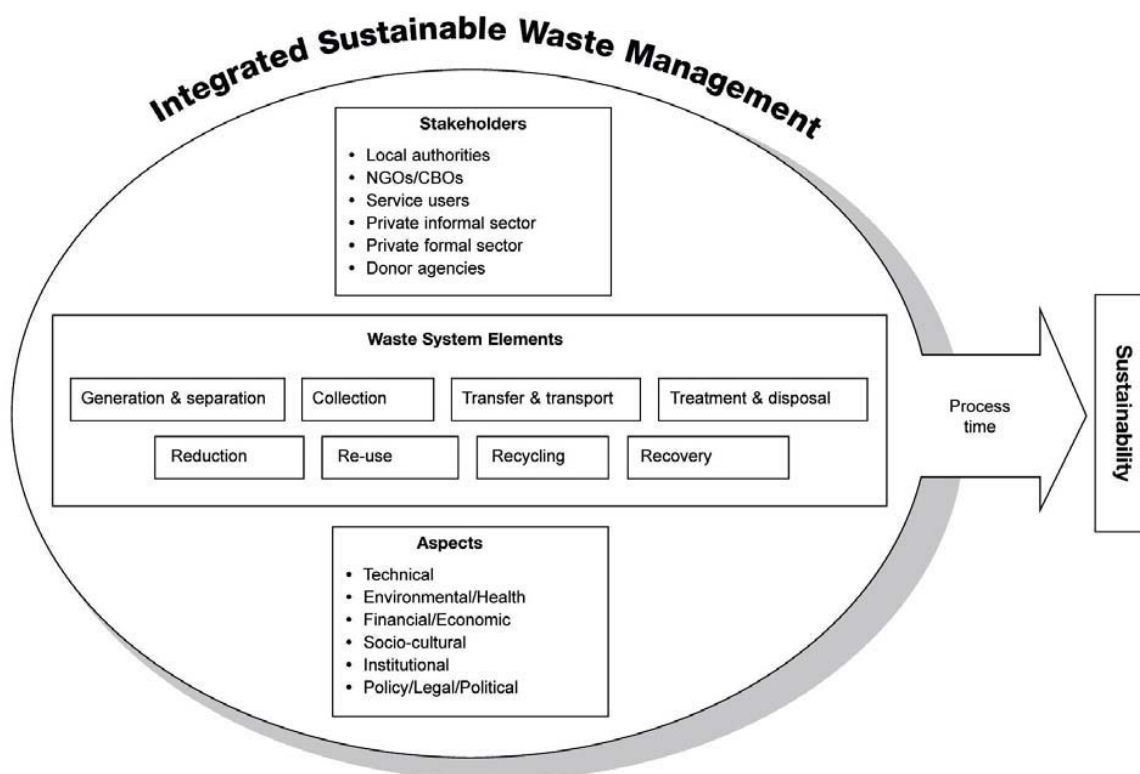 Integrated Sustainable Waste Management
Stakeholders
• Local authorities
• NGOs/CBOs
• Service users
• Private informal sector
• Private formal sector
• Donor agencies
Waste System Elements
Generation & separation
Collection
Transfer & transport
Treatment & disposal
Reduction
Re-use
Recycling
Recovery
Aspects
• Technical
• Environmental/Health
• Financial/Economic
• Socio-cultural
• Institutional
• Policy/Legal/Political
Process
time
Sustainability